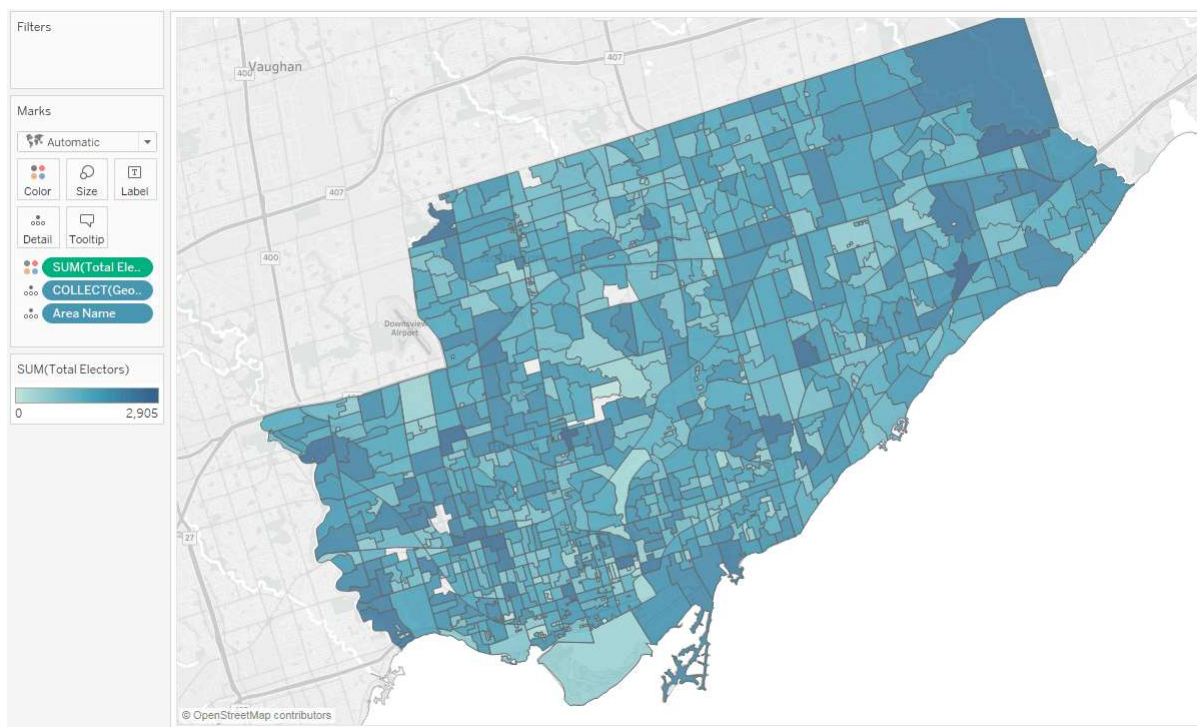 Filters
Marks
Automatic
Color
Size
Label
Detail
Tooltip
SUM(Total Ele..
COLLECT(Geo..
Area Name
SUM(Total Electors)
0
2,905
Vaughan
400
407
407
400
Downsview
Airport
27
© OpenStreetMap contributors